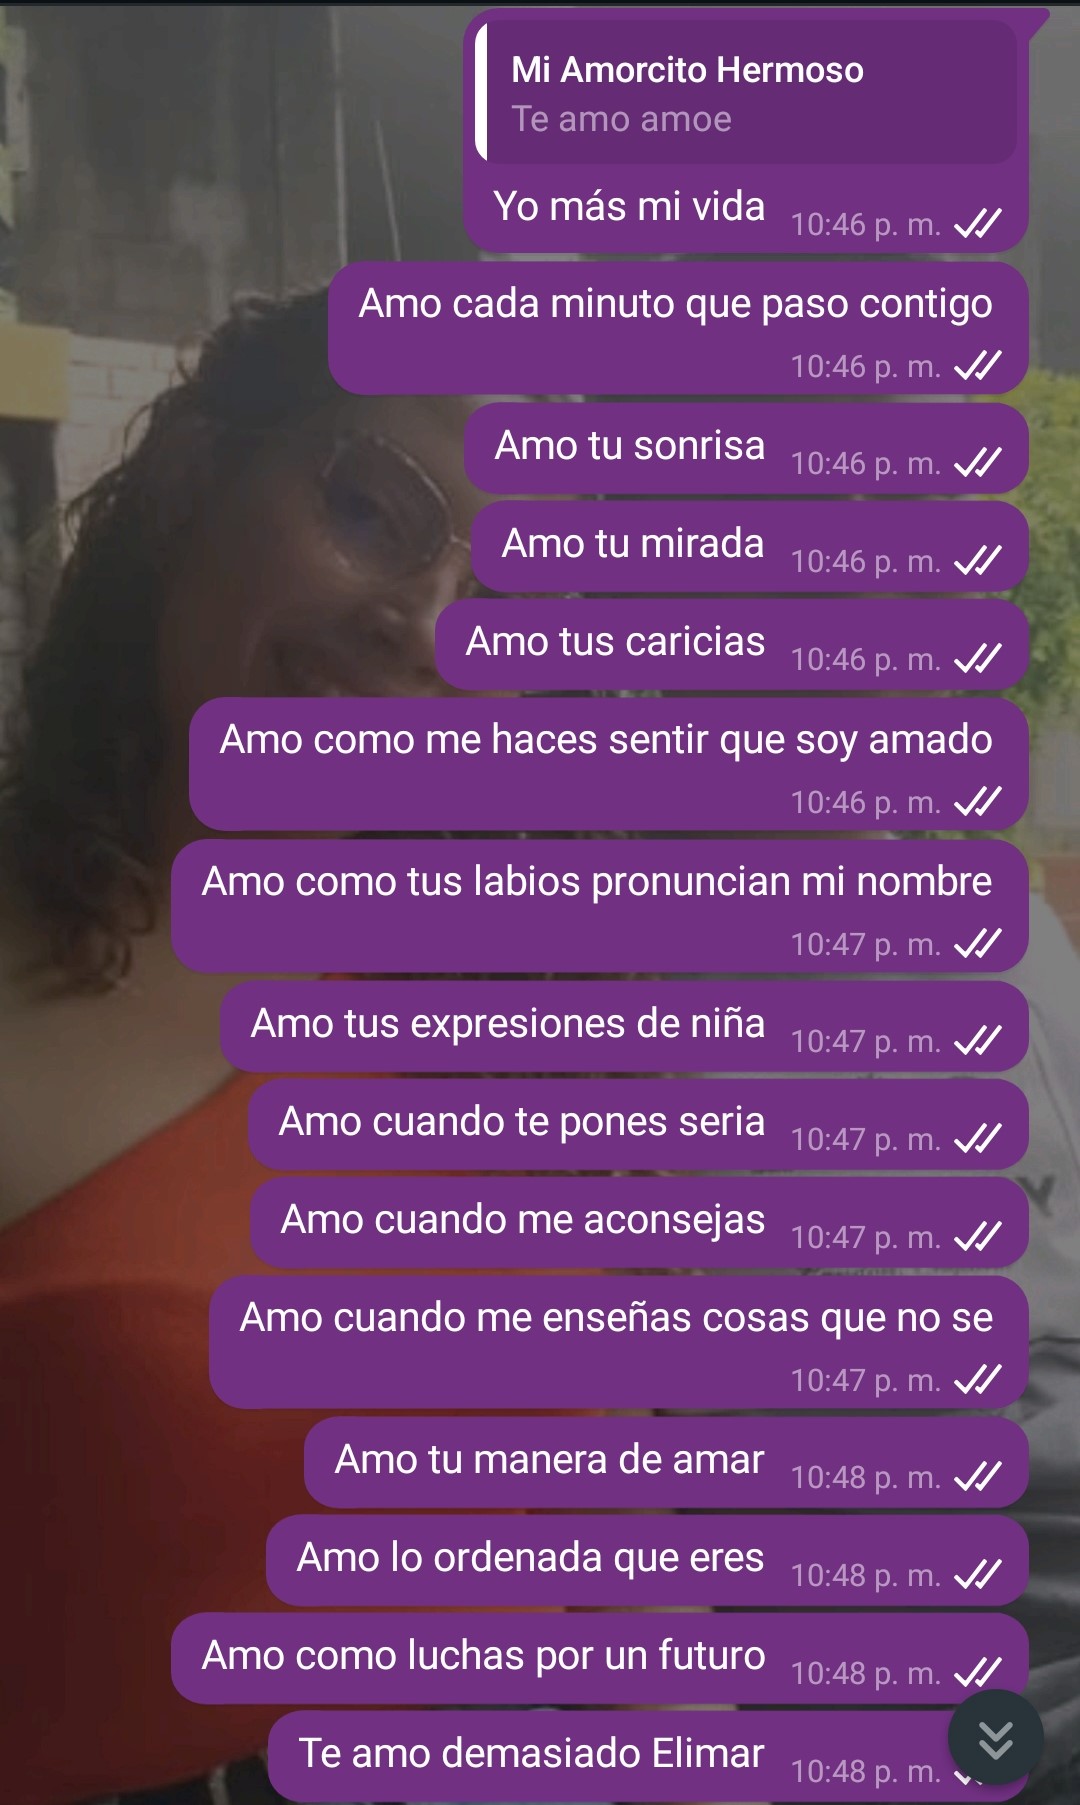 Mi Amorcito Hermoso
Te amo amoe
Yo más mi vida 10:46 p. m.
Amo cada minuto que paso contigo
10:46 p. m.
Amo tu sonrisa 10:46 p. m.
Amo tu mirada 10:46 p. m.
Amo tus caricias 10:46 p. m.
Amo como me haces sentir que soy amado
10:46 p. m.
Amo como tus labios pronuncian mi nombre
10:47 p. m.
Amo tus expresiones de niña 10:47 p. m.
Amo cuando te pones seria 10:47 p. m.
Amo cuando me aconsejas 10:47 p. m.
Amo cuando me enseñas cosas que no se
10:47 p. m.
Amo tu manera de amar 10:48 p. m.
Amo lo ordenada que eres 10:48 p. m.
Amo como luchas por un futuro 10:48 p. m.
Te amo demasiado Elimar 10:48 p. m.